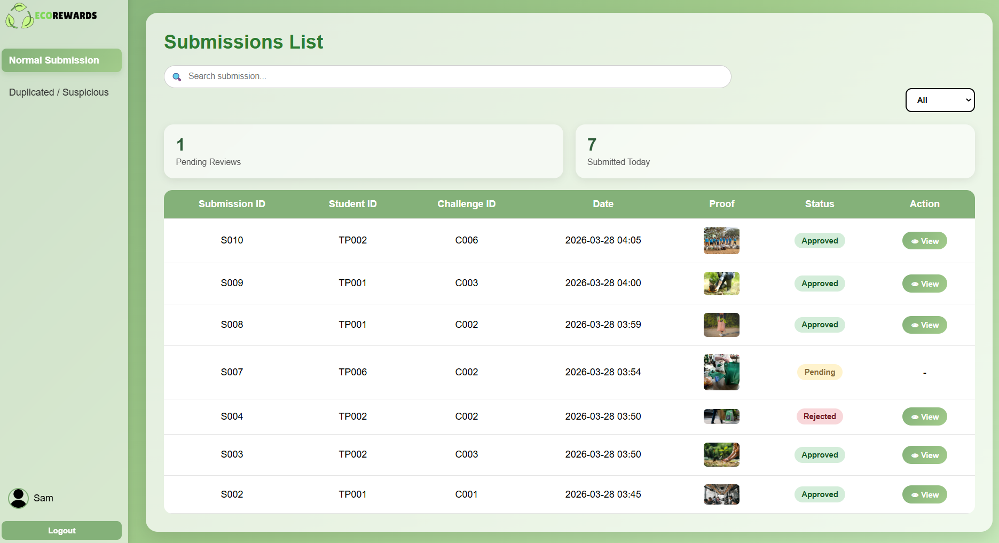 ECOREWARDS
Normal Submission
Duplicated / Suspicious
Sam
Logout
Submissions List
Search submission...
All
1
Pending Reviews
7
Submitted Today
Submission ID Student ID Challenge ID Date Proof Status Action
S010 TP002 C006 2026-03-28 04:05 Approved View
S009 TP001 C003 2026-03-28 04:00 Approved View
S008 TP001 C002 2026-03-28 03:59 Approved View
S007 TP006 C002 2026-03-28 03:54 Pending -
S004 TP002 C002 2026-03-28 03:50 Rejected View
S003 TP002 C003 2026-03-28 03:50 Approved View
S002 TP001 C001 2026-03-28 03:45 Approved View